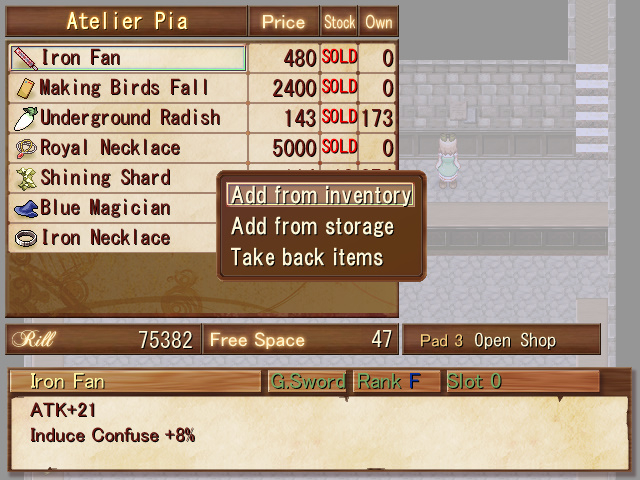 Atelier Pia Price Stock Own
Iron Fan 480 SOLD 0
Making Birds Fall 2400 SOLD 0
Underground Radish 143 SOLD 173
Royal Necklace 5000 SOLD 0
Shining Shard
Blue Magician
Iron Necklace
Add from inventory
Add from storage
Take back items
Rill 75382 Free Space 47 Pad 3 Open Shop
Iron Fan G.Sword Rank F Slot 0
ATK+21
Induce Confuse +8%